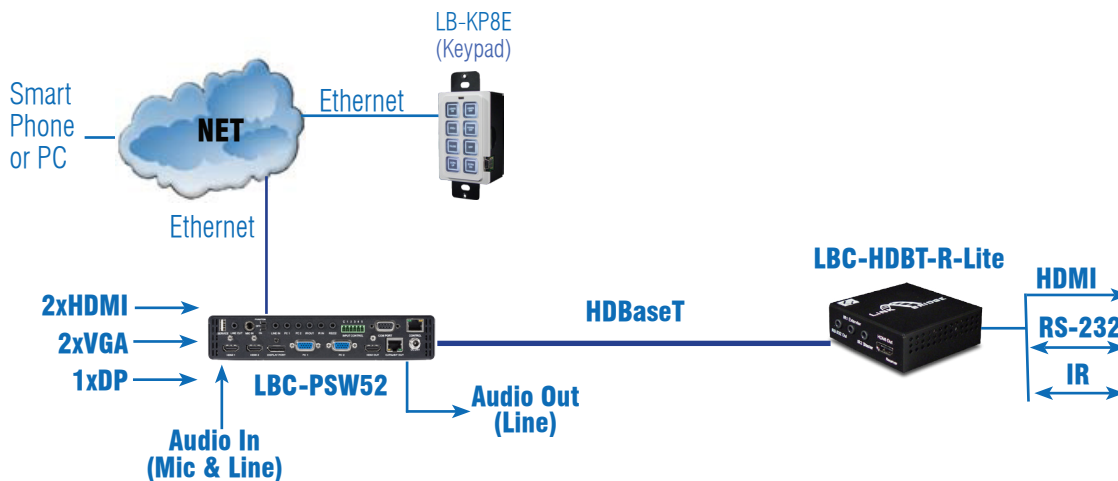 LB-KP8E
(Keypad)
Smart
Phone
or PC
NET
Ethernet
Ethernet
LBC-HDBT-R-Lite
2xHDMI
2xVGA
1xDP
HDBaseT
HDMI
RS-232
IR
LBC-PSW52
Audio Out
(Line)
Audio In
(Mic & Line)